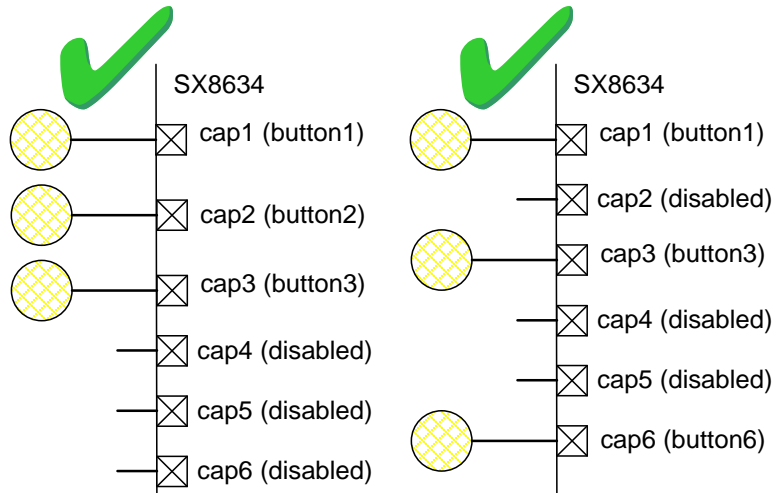 SX8634
cap1 (button1)
cap2 (button2)
cap3 (button3)
cap4 (disabled)
cap5 (disabled)
cap6 (disabled)
SX8634
cap1 (button1)
cap2 (disabled)
cap3 (button3)
cap4 (disabled)
cap5 (disabled)
cap6 (button6)